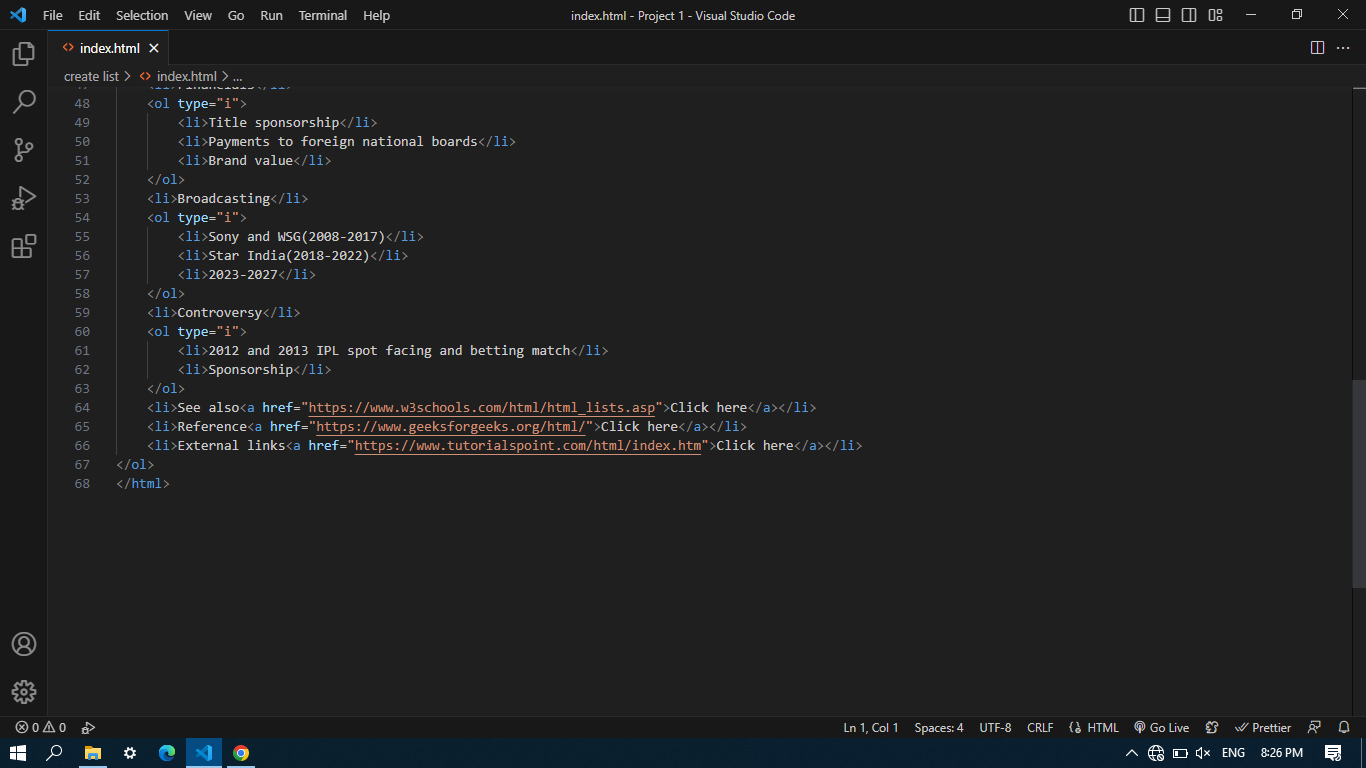 File Edit Selection View Go Run Terminal Help
index.html - Project 1 - Visual Studio Code
<> index.html
create list > <> index.html > ...
47 <li>Financials</li>
48 <ol type="i">
49 <li>Title sponsorship</li>
50 <li>Payments to foreign national boards</li>
51 <li>Brand value</li>
52 </ol>
53 <li>Broadcasting</li>
54 <ol type="i">
55 <li>Sony and WSG(2008-2017)</li>
56 <li>Star India(2018-2022)</li>
57 <li>2023-2027</li>
58 </ol>
59 <li>Controversy</li>
60 <ol type="i">
61 <li>2012 and 2013 IPL spot facing and betting match</li>
62 <li>Sponsorship</li>
63 </ol>
64 <li>See also<a href="https://www.w3schools.com/html/html_lists.asp">Click here</a></li>
65 <li>Reference<a href="https://www.geeksforgeeks.org/html/">Click here</a></li>
66 <li>External links<a href="https://www.tutorialspoint.com/html/index.htm">Click here</a></li>
67 </ol>
68 </html>
0 0 Ln 1, Col 1 Spaces: 4 UTF-8 CRLF {} HTML Go Live Prettier
ENG 8:26 PM